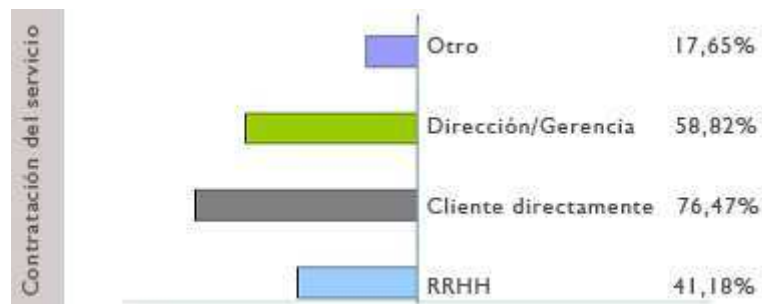 Contratación del servicio
Otro 17,65%
Dirección/Gerencia 58,82%
Cliente directamente 76,47%
RRHH 41,18%